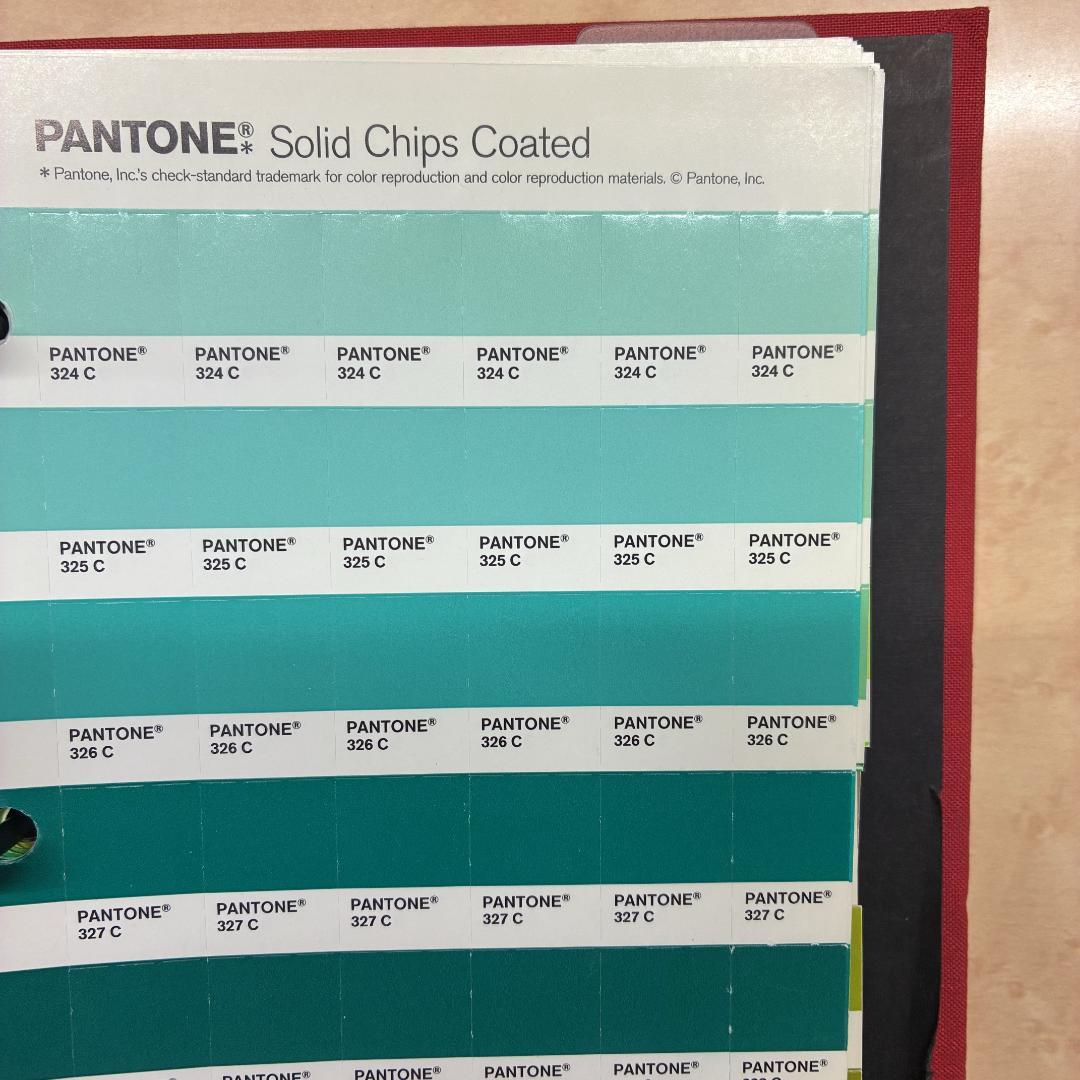 PANTONE®* Solid Chips Coated
* Pantone, Inc.'s check-standard trademark for color reproduction and color reproduction materials. © Pantone, Inc.
PANTONE® PANTONE® PANTONE® PANTONE® PANTONE® PANTONE®
324 C 324 C 324 C 324 C 324 C 324 C
PANTONE® PANTONE® PANTONE® PANTONE® PANTONE® PANTONE®
325 C 325 C 325 C 325 C 325 C 325 C
PANTONE® PANTONE® PANTONE® PANTONE® PANTONE® PANTONE®
326 C 326 C 326 C 326 C 326 C 326 C
PANTONE® PANTONE® PANTONE® PANTONE® PANTONE® PANTONE®
327 C 327 C 327 C 327 C 327 C 327 C
PANTONE® PANTONE® PANTONE® PANTONE® PANTONE®